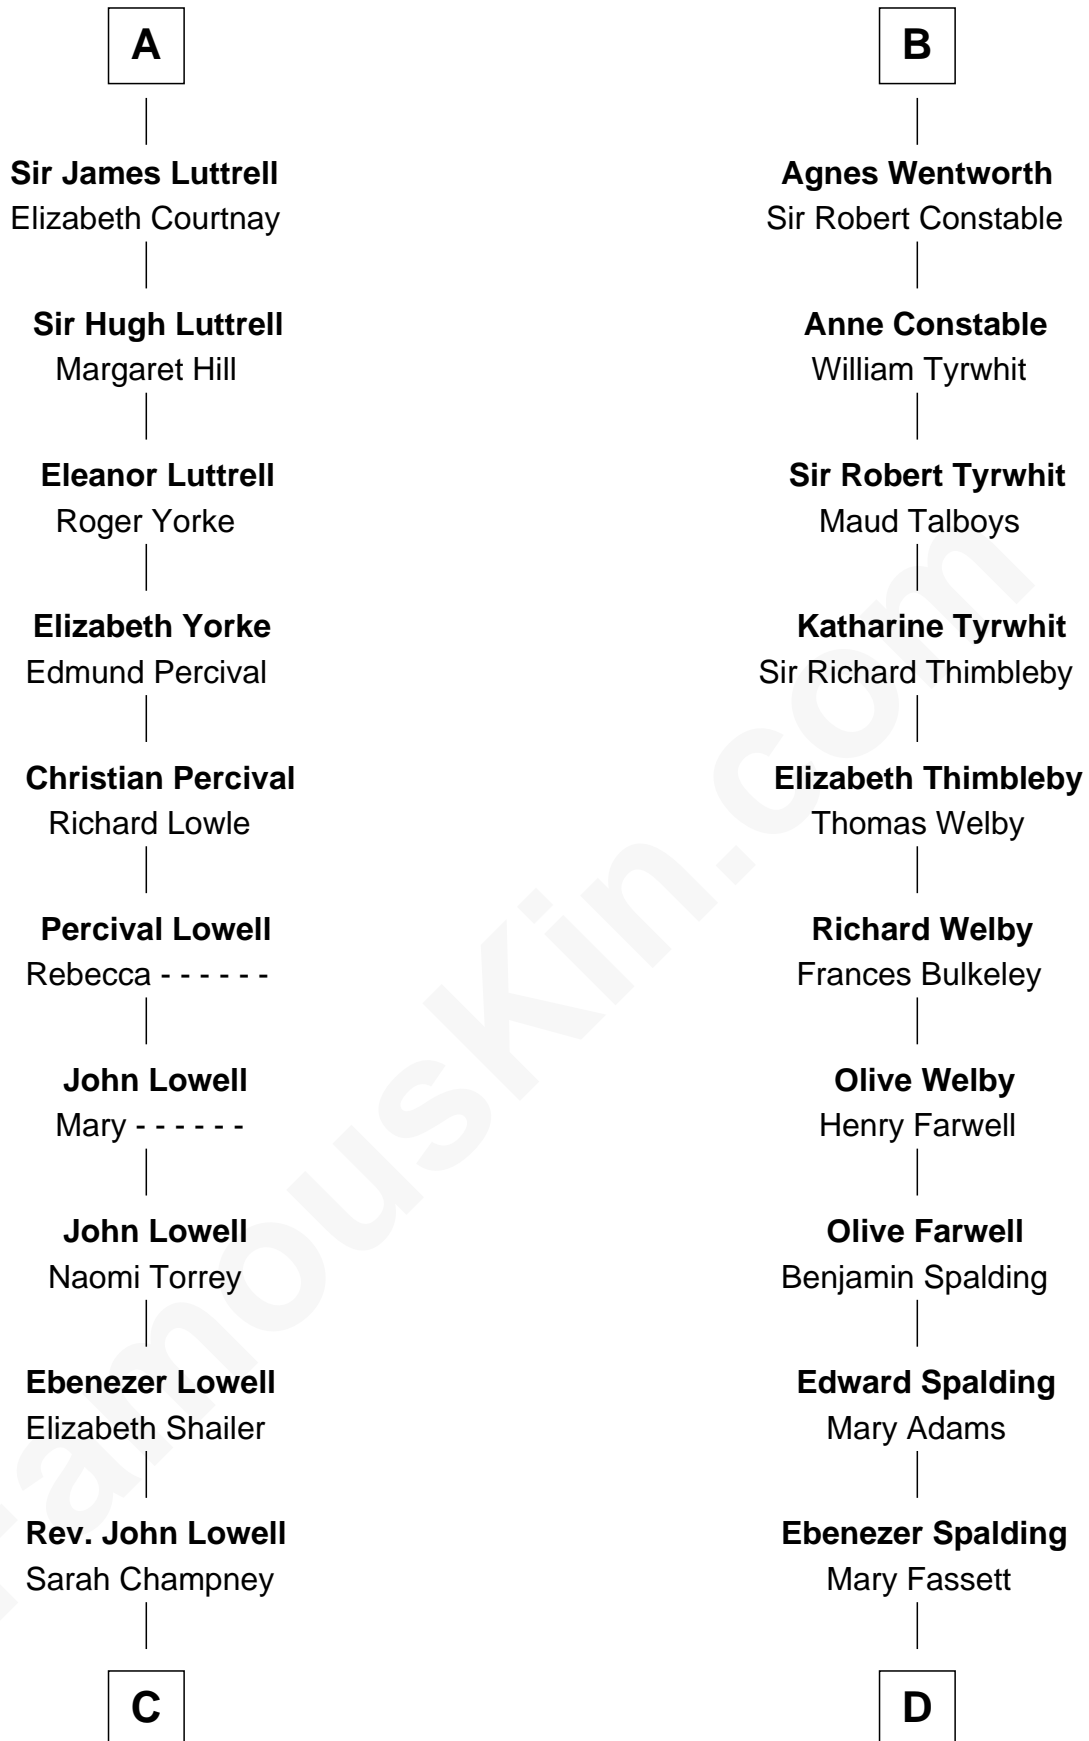 A
Sir James Luttrell
Elizabeth Courtnay
Sir Hugh Luttrell
Margaret Hill
Eleanor Luttrell
Roger Yorke
Elizabeth Yorke
Edmund Percival
Christian Percival
Richard Lowle
Percival Lowell
Rebecca - - - - - -
John Lowell
Mary - - - - - -
John Lowell
Naomi Torrey
Ebenezer Lowell
Elizabeth Shailer
Rev. John Lowell
Sarah Champney
C
B
Agnes Wentworth
Sir Robert Constable
Anne Constable
William Tyrwhit
Sir Robert Tyrwhit
Maud Talboys
Katharine Tyrwhit
Sir Richard Thimbleby
Elizabeth Thimbleby
Thomas Welby
Richard Welby
Frances Bulkeley
Olive Welby
Henry Farwell
Olive Farwell
Benjamin Spalding
Edward Spalding
Mary Adams
Ebenezer Spalding
Mary Fassett
D
FamousKin.com